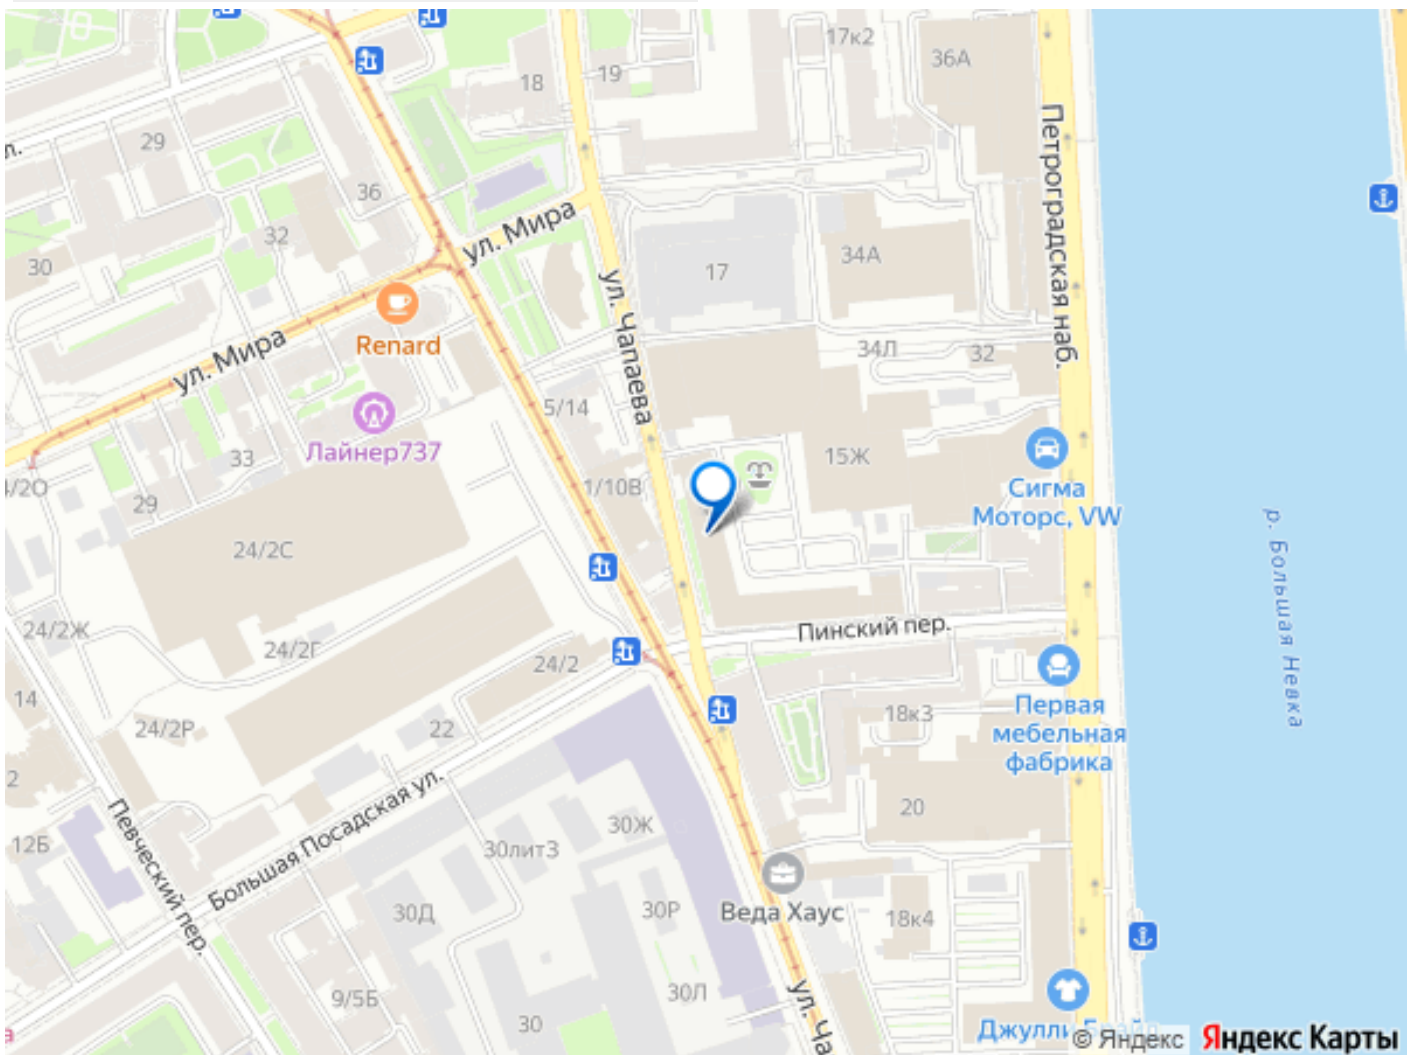 17к2
36А
18
19
29
л.
36
Петроградская наб.
ул. Мира
32
30
34А
17
ул. Чапаева
Renard
ул. Мира
34Л
32
5/14
Лайнер737
33
15Ж
1/10В
29
Сигма
Моторс, VW
24/2С
р. Большая Невка
24/2Ж
24/2Г
24/2
Пинский пер.
14
24/2Р
22
18к3
Первая
мебельная
фабрика
2
Певческий пер.
Большая Посадская ул.
20
12Б
30Ж
30лит3
30Д
30Р
Веда Хаус
18к4
9/5Б
30Л
30
ул. Ча
а
Джулли
© Яндекс
Яндекс Карты